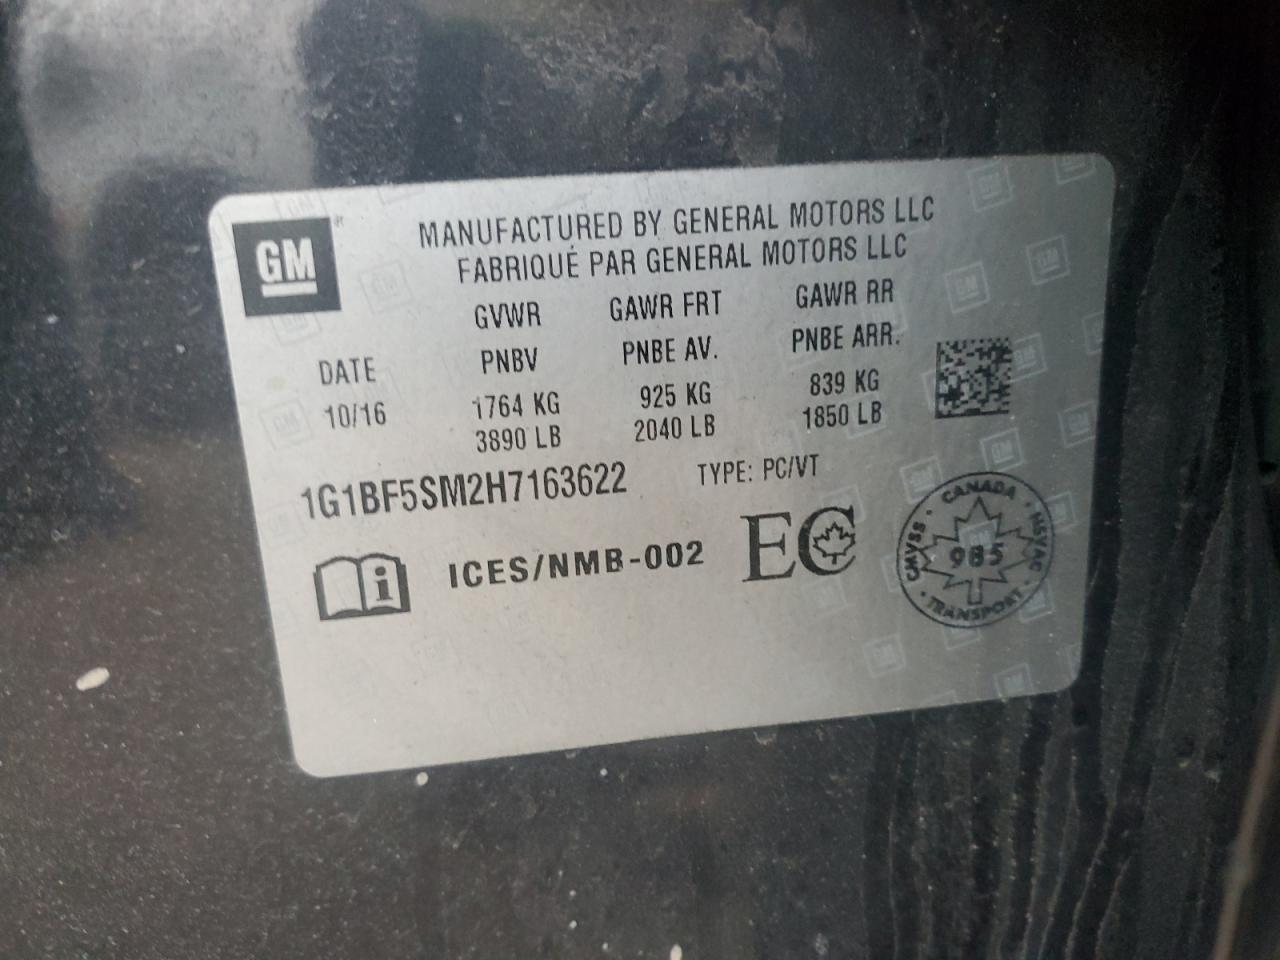 GM
MANUFACTURED BY GENERAL MOTORS LLC
FABRIQUÉ PAR GENERAL MOTORS LLC
GVWR GAWR FRT GAWR RR
DATE PNBV PNBE AV. PNBE ARR.
10/16 1764 KG 925 KG 839 KG
3890 LB 2040 LB 1850 LB
1G1BF5SM2H7163622 TYPE: PC/VT
i ICES/NMB-002 EC
CANADA
CMVSS 985 NSVAC
TRANSPORT